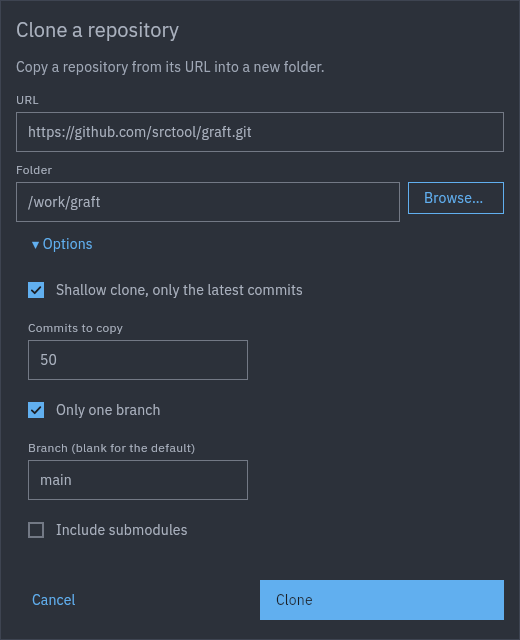 Clone a repository
Copy a repository from its URL into a new folder.
URL
https://github.com/srctool/graft.git
Folder
/work/graft
Browse...
▾ Options
Shallow clone, only the latest commits
Commits to copy
50
Only one branch
Branch (blank for the default)
main
Include submodules
Cancel
Clone